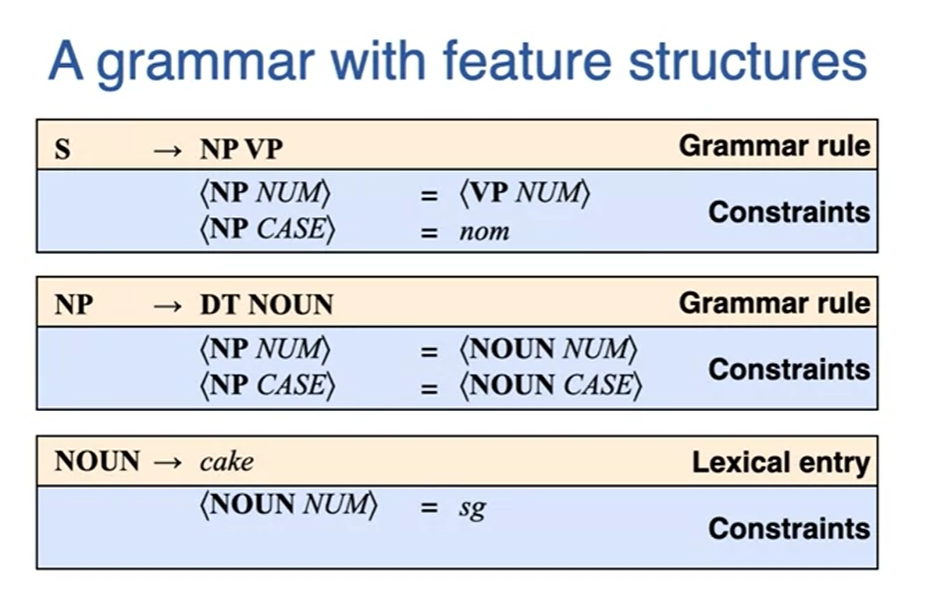 A grammar with feature structures
S → NP VP Grammar rule
⟨NP NUM⟩ = ⟨VP NUM⟩
Constraints
⟨NP CASE⟩ = nom
NP → DT NOUN Grammar rule
⟨NP NUM⟩ = ⟨NOUN NUM⟩
Constraints
⟨NP CASE⟩ = ⟨NOUN CASE⟩
NOUN → cake Lexical entry
⟨NOUN NUM⟩ = sg
Constraints